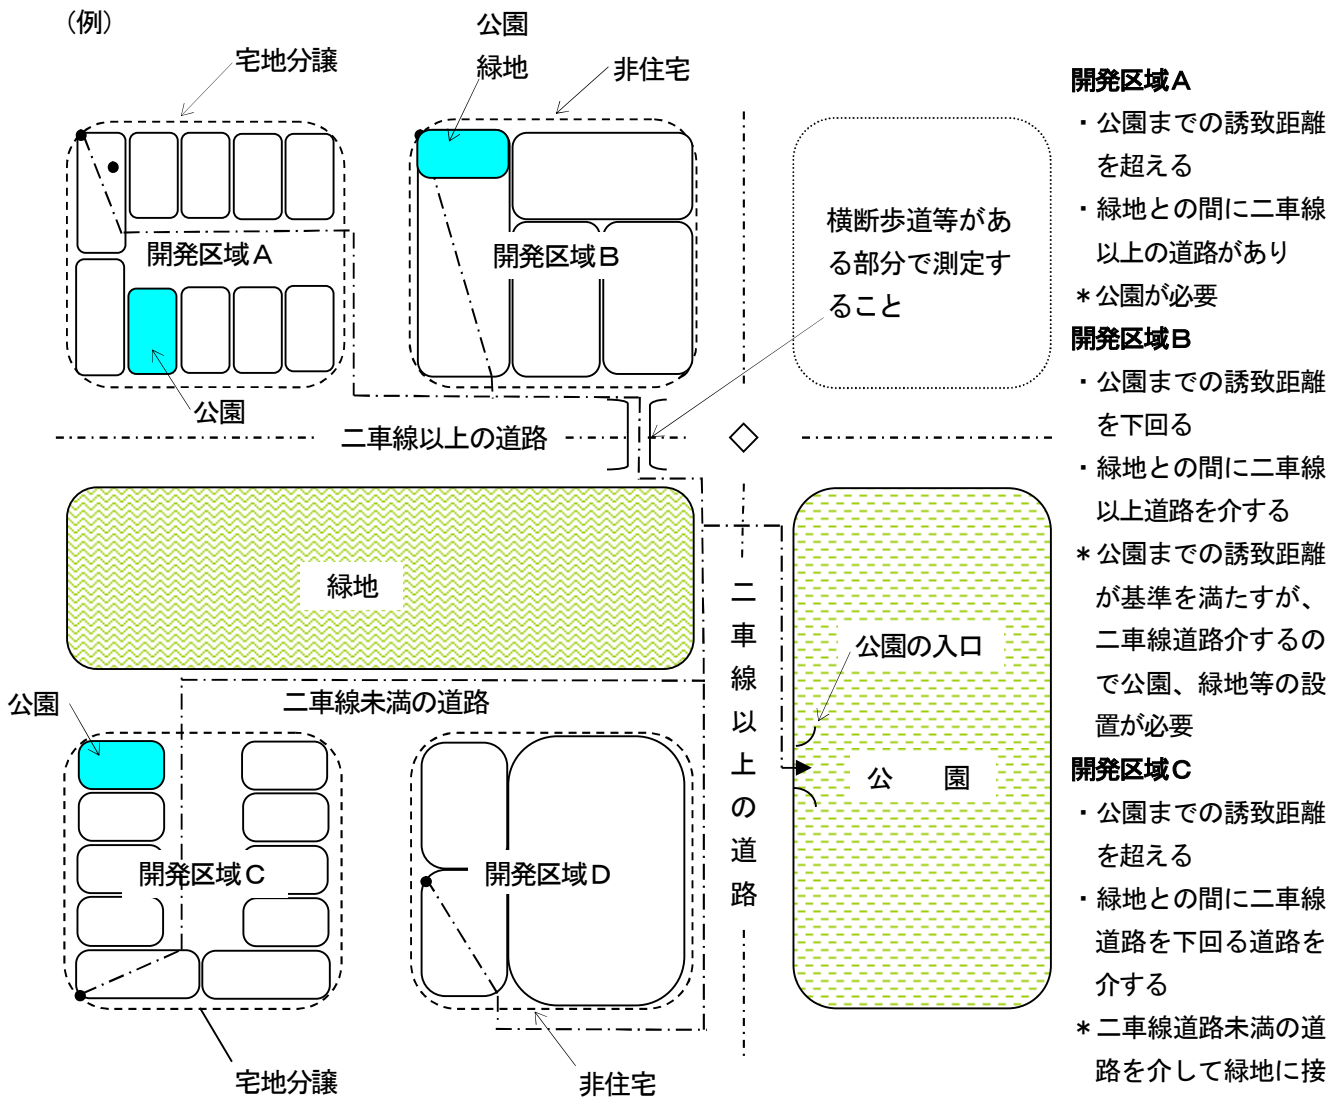 （例）
宅地分譲
公園
緑地
非住宅
開発区域Ａ
開発区域Ｂ
横断歩道等があ
る部分で測定す
ること
公園
二車線以上の道路
緑地
二車線以上の道路
公園の入口
公　園
公園
二車線未満の道路
開発区域Ｃ
開発区域Ｄ
宅地分譲
非住宅
開発区域Ａ
・公園までの誘致距離
を超える
・緑地との間に二車線
以上の道路があり
＊公園が必要
開発区域Ｂ
・公園までの誘致距離
を下回る
・緑地との間に二車線
以上道路を介する
＊公園までの誘致距離
が基準を満たすが、
二車線道路介するの
で公園、緑地等の設
置が必要
開発区域Ｃ
・公園までの誘致距離
を超える
・緑地との間に二車線
道路を下回る道路を
介する
＊二車線道路未満の道
路を介して緑地に接